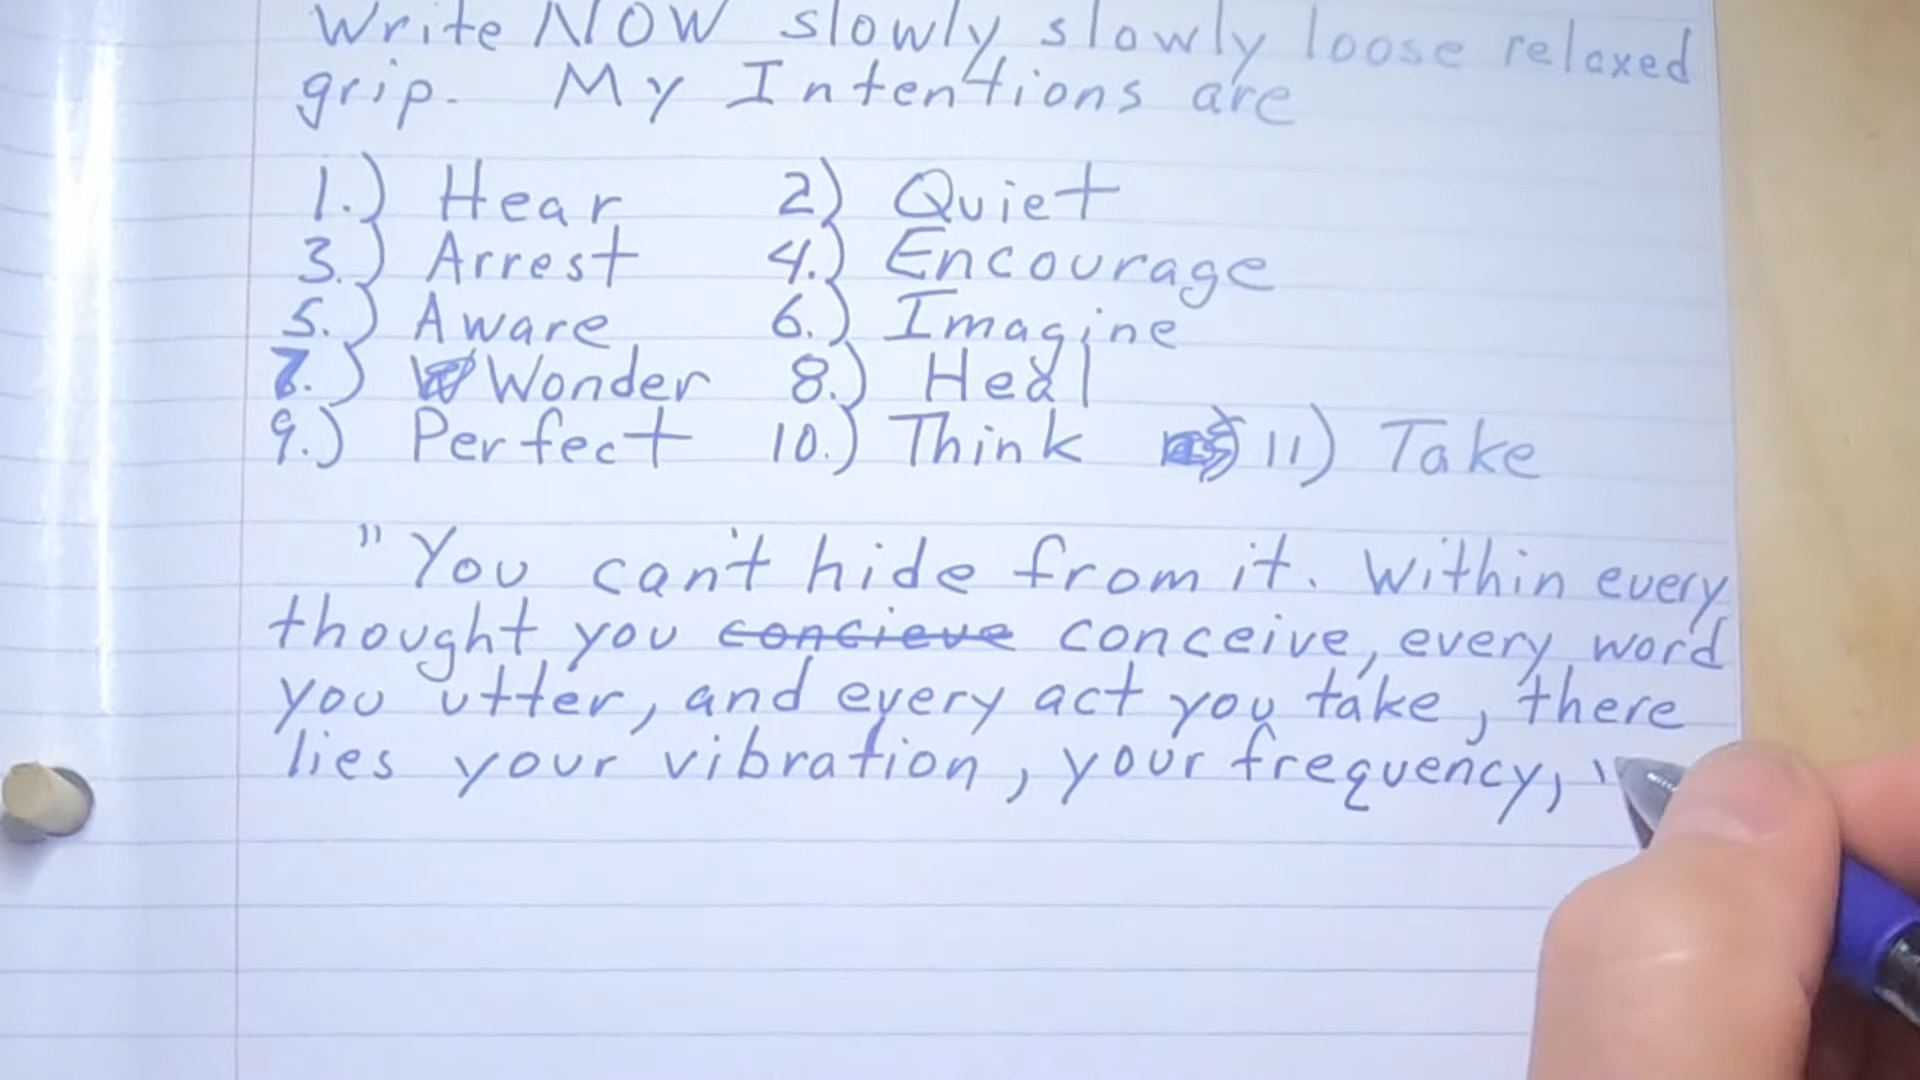 Write NOW slowly slowly loose relaxed
grip. My Intentions are
1.) Hear 2) Quiet
3.) Arrest 4.) Encourage
5.) Aware 6.) Imagine
7.) Wonder 8.) Heal
9.) Perfect 10.) Think 11) Take
"You can't hide from it. Within every
thought you concieve conceive, every word
you utter, and every act you take, there
lies your vibration, your frequency,